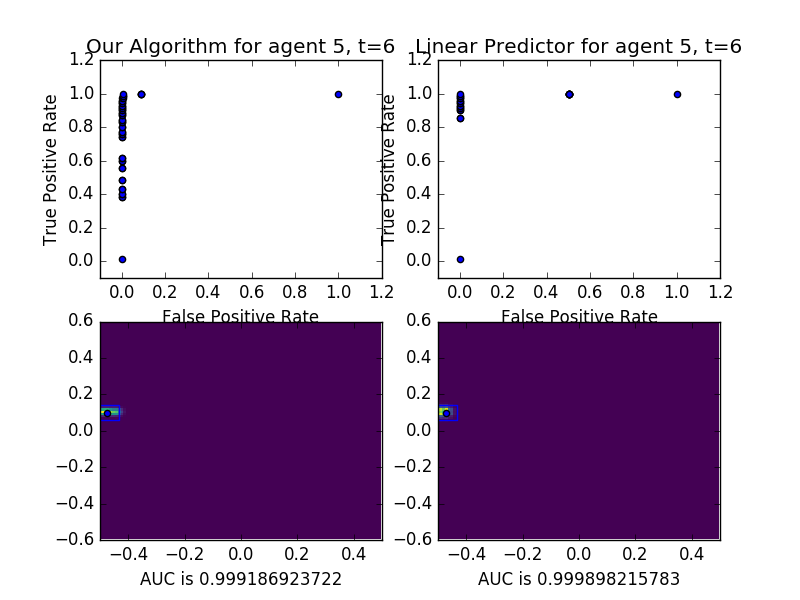 Our Algorithm for agent 5, t=6
Linear Predictor for agent 5, t=6
1.2
1.0
0.8
0.6
0.4
0.2
0.0
True Positive Rate
0.0 0.2 0.4 0.6 0.8 1.0 1.2
False Positive Rate
1.2
1.0
0.8
0.6
0.4
0.2
0.0
True Positive Rate
0.0 0.2 0.4 0.6 0.8 1.0 1.2
False Positive Rate
0.6
0.4
0.2
0.0
−0.2
−0.4
−0.6
−0.4 −0.2 0.0 0.2 0.4
AUC is 0.999186923722
0.6
0.4
0.2
0.0
−0.2
−0.4
−0.6
−0.4 −0.2 0.0 0.2 0.4
AUC is 0.999898215783